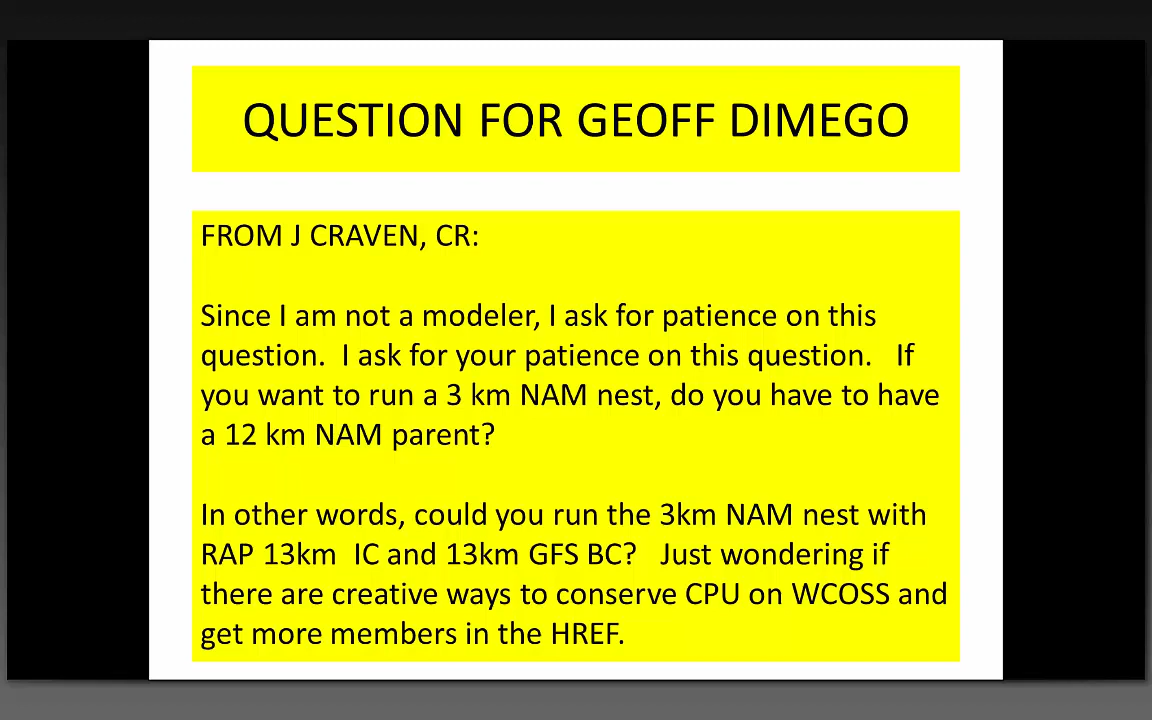 QUESTION FOR GEOFF DIMEGO
FROM J CRAVEN, CR:
Since I am not a modeler, I ask for patience on this
question.  I ask for your patience on this question.   If
you want to run a 3 km NAM nest, do you have to have
a 12 km NAM parent?
In other words, could you run the 3km NAM nest with
RAP 13km  IC and 13km GFS BC?   Just wondering if
there are creative ways to conserve CPU on WCOSS and
get more members in the HREF.